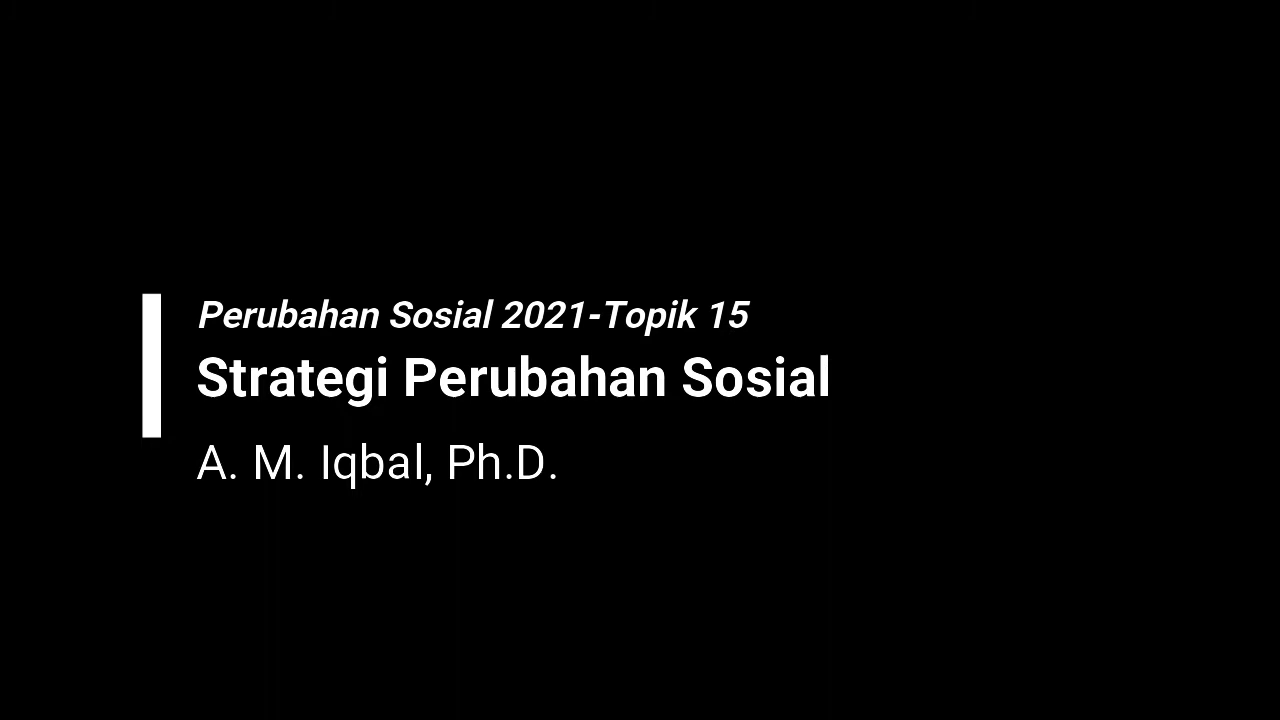 Perubahan Sosial 2021-Topik 15
Strategi Perubahan Sosial
A. M. Iqbal, Ph.D.